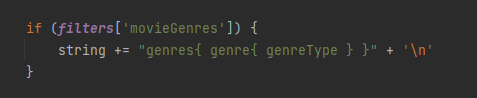 if (filters['movieGenres']) {
    string += "genres{ genre{ genreType } }" + '\n'
}